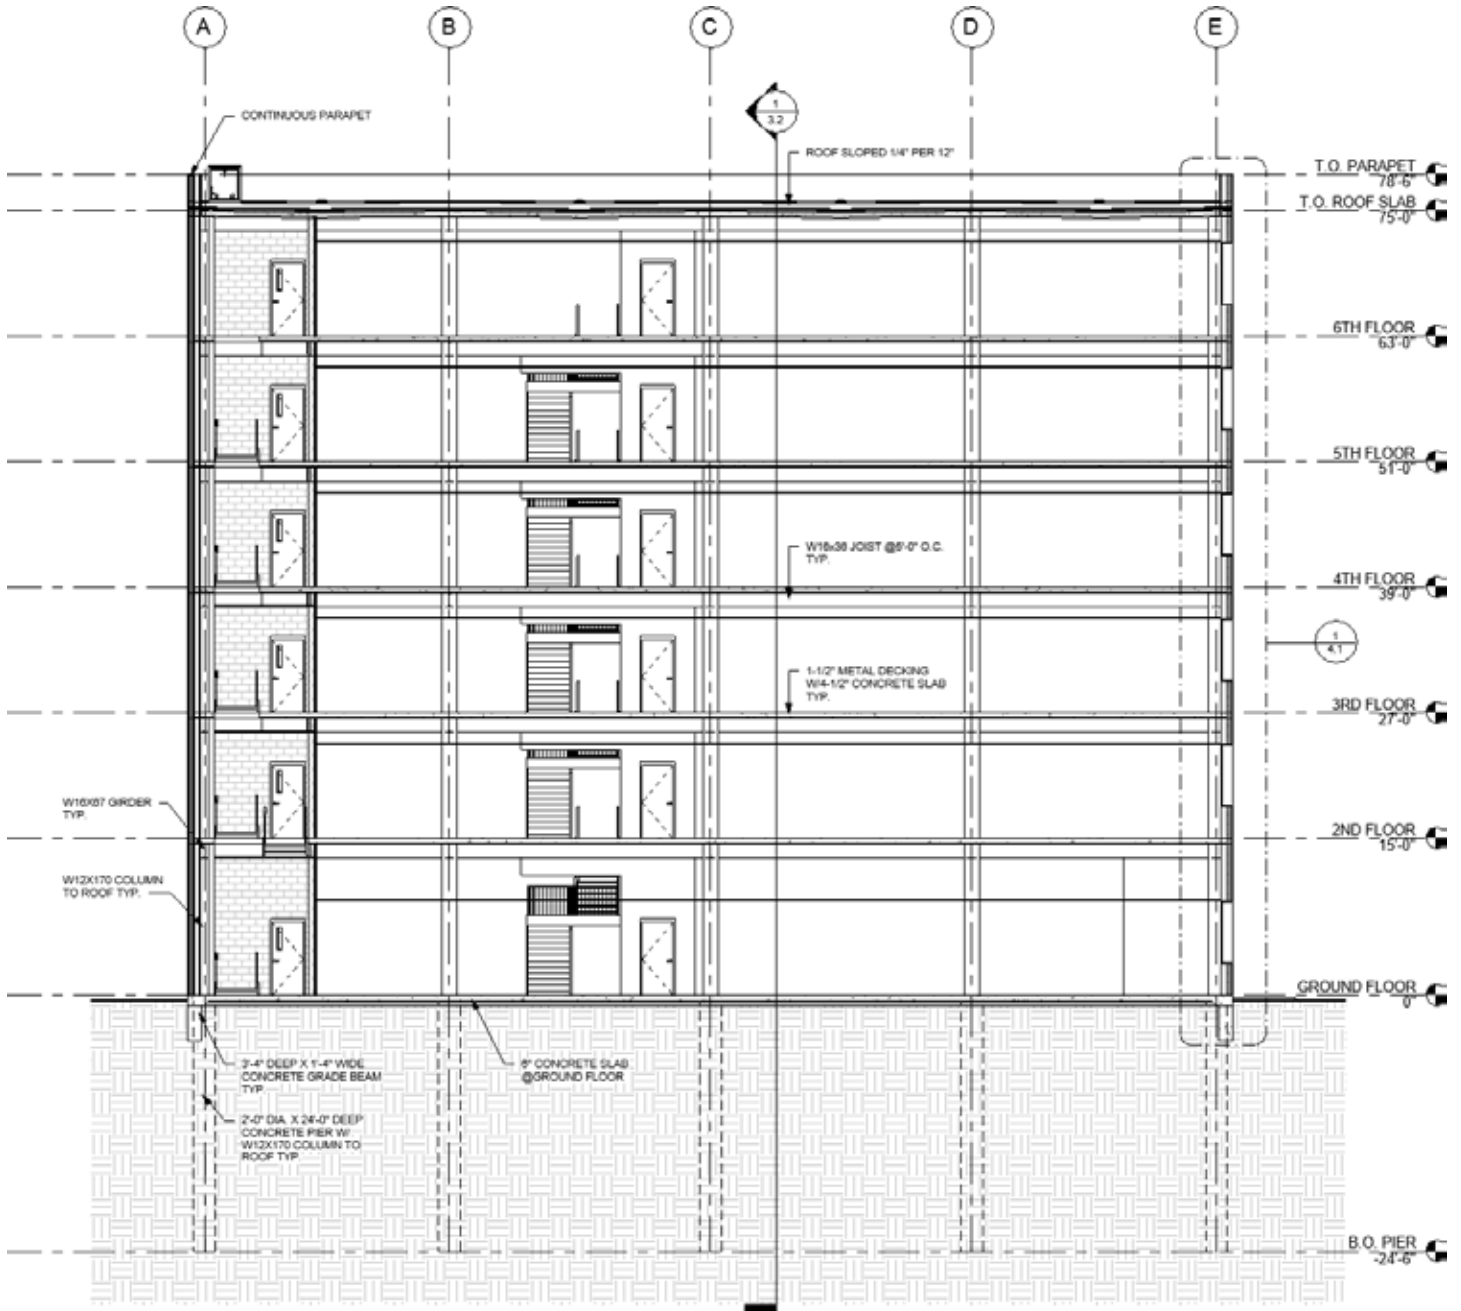 A B C D E
CONTINUOUS PARAPET
1
3.2
ROOF SLOPED 1/4" PER 12"
T.O. PARAPET
78'-6"
T.O. ROOF SLAB
75'-0"
6TH FLOOR
63'-0"
5TH FLOOR
51'-0"
W16x36 JOIST @6'-0" O.C.
TYP.
4TH FLOOR
39'-0"
1
4.1
1-1/2" METAL DECKING
W/4-1/2" CONCRETE SLAB
TYP.
3RD FLOOR
27'-0"
W16X67 GIRDER
TYP.
2ND FLOOR
15'-0"
W12X170 COLUMN
TO ROOF TYP.
GROUND FLOOR
0"
3'-4" DEEP X 1'-4" WIDE
CONCRETE GRADE BEAM
TYP
6" CONCRETE SLAB
@GROUND FLOOR
2'-0" DIA. X 24'-0" DEEP
CONCRETE PIER W/
W12X170 COLUMN TO
ROOF TYP.
B.O. PIER
-24'-6"